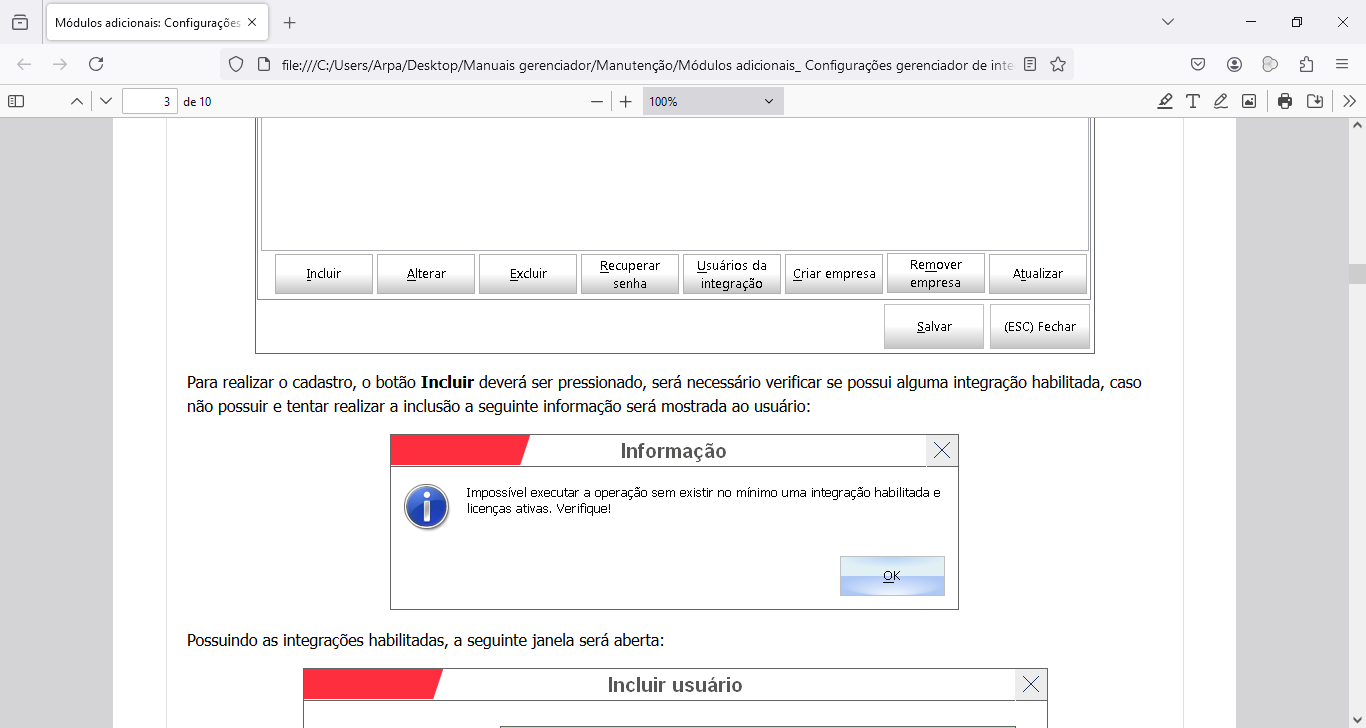 Módulos adicionais: Configurações
file:///C:/Users/Arpa/Desktop/Manuais gerenciador/Manutenção/Módulos adicionais_ Configurações gerenciador de inte
3 de 10
100%
Incluir
Alterar
Excluir
Recuperar
senha
Usuários da
integração
Criar empresa
Remover
empresa
Atualizar
Salvar
(ESC) Fechar
Para realizar o cadastro, o botão Incluir deverá ser pressionado, será necessário verificar se possui alguma integração habilitada, caso
não possuir e tentar realizar a inclusão a seguinte informação será mostrada ao usuário:
Informação
Impossível executar a operação sem existir no mínimo uma integração habilitada e
licenças ativas. Verifique!
OK
Possuindo as integrações habilitadas, a seguinte janela será aberta:
Incluir usuário